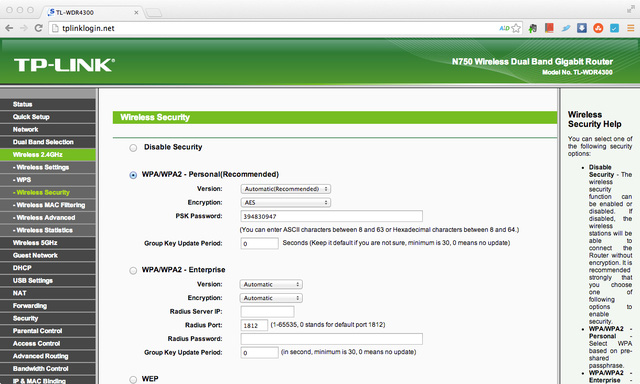 TL-WDR4300
tplinklogin.net
TP-LINK®
N750 Wireless Dual Band Gigabit Router
Model No. TL-WDR4300
Status
Quick Setup
Network
Dual Band Selection
Wireless 2.4GHz
- Wireless Settings
- WPS
- Wireless Security
- Wireless MAC Filtering
- Wireless Advanced
- Wireless Statistics
Wireless 5GHz
Guest Network
DHCP
USB Settings
NAT
Forwarding
Security
Parental Control
Access Control
Advanced Routing
Bandwidth Control
IP & MAC Binding
Wireless Security
Disable Security
WPA/WPA2 - Personal(Recommended)
Version: Automatic(Recommended)
Encryption: AES
PSK Password: 394830947
(You can enter ASCII characters between 8 and 63 or Hexadecimal characters between 8 and 64.)
Group Key Update Period: 0 Seconds (Keep it default if you are not sure, minimum is 30, 0 means no update)
WPA/WPA2 - Enterprise
Version: Automatic
Encryption: Automatic
Radius Server IP:
Radius Port: 1812 (1-65535, 0 stands for default port 1812)
Radius Password:
Group Key Update Period: 0 (in second, minimum is 30, 0 means no update)
WEP
Wireless
Security Help
You can select one of
the following security
options:
• Disable
Security - The
wireless
security
function can
be enabled or
disabled. If
disabled, the
wireless
stations will be
able to
connect the
Router without
encryption. It is
recommended
strongly that
you choose
one of
following
options to
enable
security.
• WPA/WPA2 -
Personal -
Select WPA
based on pre-
shared
passphrase.
• WPA/WPA2 -
Enterprise -